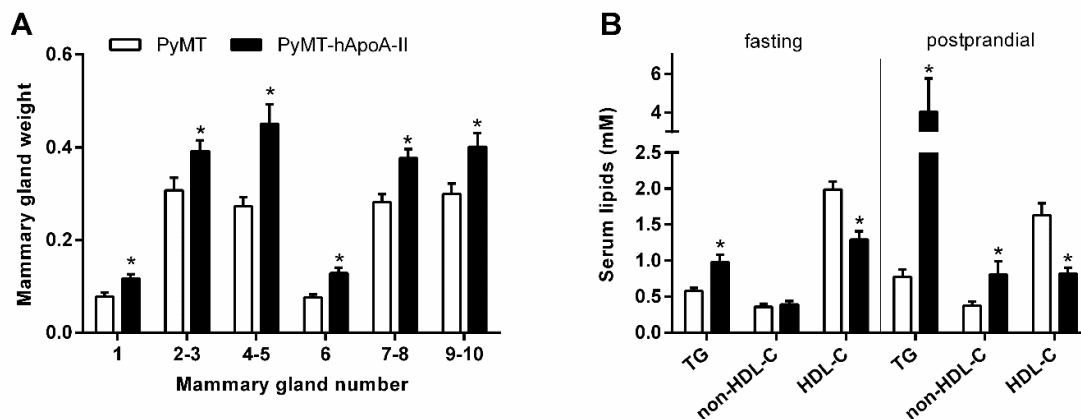 A
PyMT PyMT-hApoA-II
Mammary gland weight
0.6
0.4
0.2
0.0
1 2-3 4-5 6 7-8 9-10
* * * * * *
Mammary gland number
B
fasting postprandial
Serum lipids (mM)
6
4
2
2.5
2.0
1.5
1.0
0.5
0.0
* * * * *
TG non-HDL-C HDL-C TG non-HDL-C HDL-C